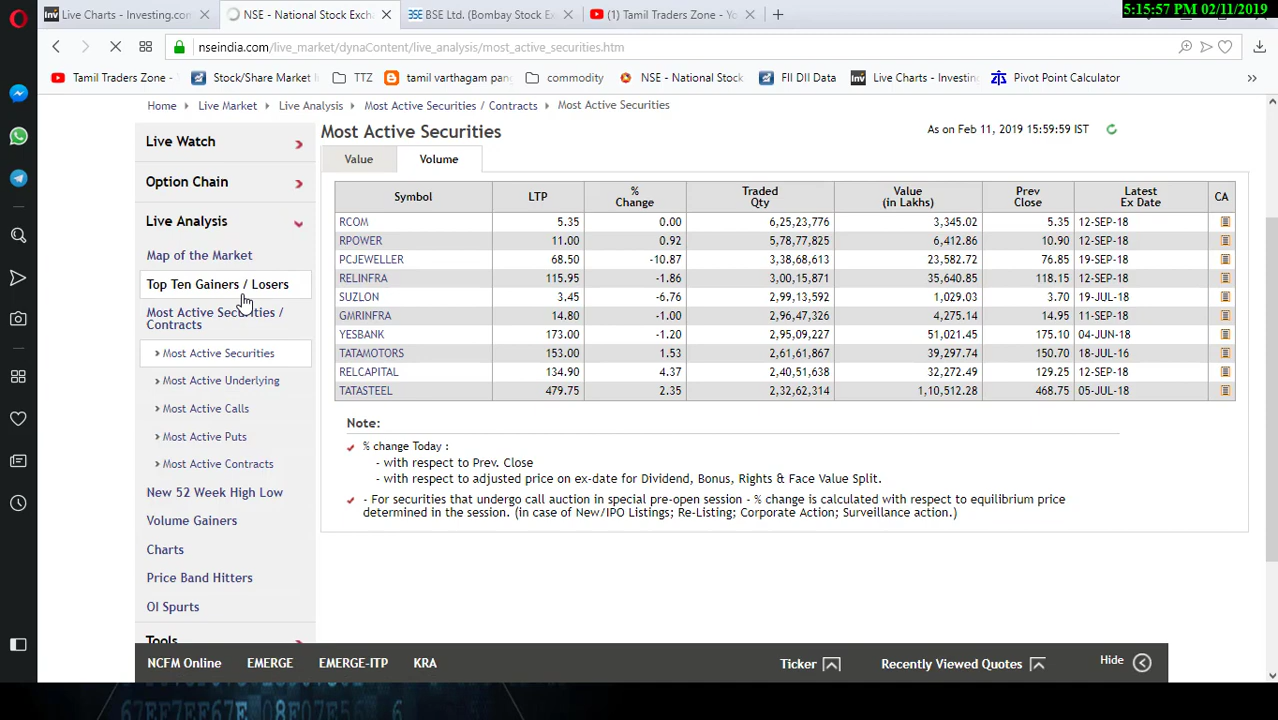 Live Charts - Investing.con
NSE - National Stock Excha
BSE Ltd. (Bombay Stock Ex
(1) Tamil Traders Zone - Yo
5:15:57 PM 02/11/2019
nseindia.com/live_market/dynaContent/live_analysis/most_active_securities.htm
Tamil Traders Zone -
Stock/Share Market
TTZ
tamil varthagam pan
commodity
NSE - National Stock
FII DII Data
Inv Live Charts - Investin
Pivot Point Calculator
Home
Live Market
Live Analysis
Most Active Securities / Contracts
Most Active Securities
Live Watch
Option Chain
Live Analysis
Map of the Market
Top Ten Gainers / Losers
Most Active Securities /
Contracts
Most Active Securities
Most Active Underlying
Most Active Calls
Most Active Puts
Most Active Contracts
New 52 Week High Low
Volume Gainers
Charts
Price Band Hitters
OI Spurts
Tools
Most Active Securities
As on Feb 11, 2019 15:59:59 IST
Value Volume
Symbol LTP % Change Traded Qty Value (in Lakhs) Prev Close Latest Ex Date CA
RCOM 5.35 0.00 6,25,23,776 3,345.02 5.35 12-SEP-18
RPOWER 11.00 0.92 5,78,77,825 6,412.86 10.90 12-SEP-18
PCJEWELLER 68.50 -10.87 3,38,68,613 23,582.72 76.85 19-SEP-18
RELINFRA 115.95 -1.86 3,00,15,871 35,640.85 118.15 12-SEP-18
SUZLON 3.45 -6.76 2,99,13,592 1,029.03 3.70 19-JUL-18
GMRINFRA 14.80 -1.00 2,96,47,326 4,275.14 14.95 11-SEP-18
YESBANK 173.00 -1.20 2,95,09,227 51,021.45 175.10 04-JUN-18
TATAMOTORS 153.00 1.53 2,61,61,867 39,297.74 150.70 18-JUL-16
RELCAPITAL 134.90 4.37 2,40,51,638 32,272.49 129.25 12-SEP-18
TATASTEEL 479.75 2.35 2,32,62,314 1,10,512.28 468.75 05-JUL-18
Note:
% change Today :
- with respect to Prev. Close
- with respect to adjusted price on ex-date for Dividend, Bonus, Rights & Face Value Split.
- For securities that undergo call auction in special pre-open session - % change is calculated with respect to equilibrium price
determined in the session. (in case of New/IPO Listings; Re-Listing; Corporate Action; Surveillance action.)
NCFM Online
EMERGE
EMERGE-ITP
KRA
Ticker
Recently Viewed Quotes
Hide